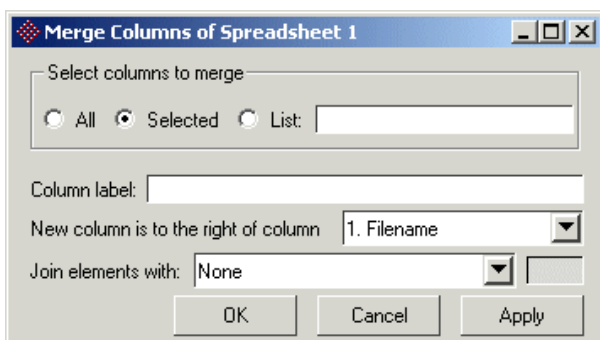 Merge Columns of Spreadsheet 1
Select columns to merge
All Selected List:
Column label:
New column is to the right of column 1. Filename
Join elements with: None
OK Cancel Apply